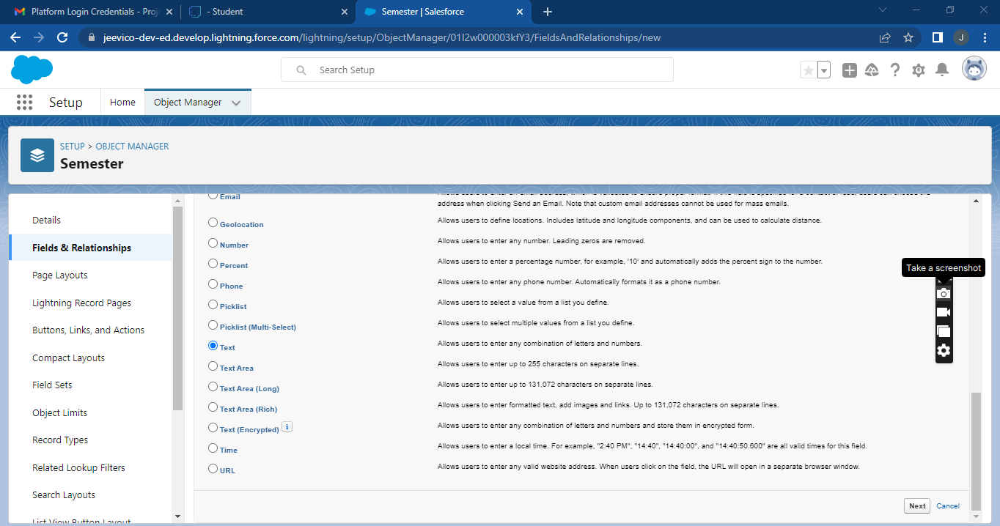 Platform Login Credentials - Proj
- Student
Semester | Salesforce
jeevico-dev-ed.develop.lightning.force.com/lightning/setup/ObjectManager/01I2w000003kfY3/FieldsAndRelationships/new
J
Search Setup
Setup
Home
Object Manager
SETUP > OBJECT MANAGER
Semester
Details
Fields & Relationships
Page Layouts
Lightning Record Pages
Buttons, Links, and Actions
Compact Layouts
Field Sets
Object Limits
Record Types
Related Lookup Filters
Search Layouts
List View Button Layout
Email
address when clicking Send an Email. Note that custom email addresses cannot be used for mass emails.
Geolocation Allows users to define locations. Includes latitude and longitude components, and can be used to calculate distance.
Number Allows users to enter any number. Leading zeros are removed.
Percent Allows users to enter a percentage number, for example, '10' and automatically adds the percent sign to the number.
Phone Allows users to enter any phone number. Automatically formats it as a phone number.
Picklist Allows users to select a value from a list you define.
Picklist (Multi-Select) Allows users to select multiple values from a list you define.
Text Allows users to enter any combination of letters and numbers.
Text Area Allows users to enter up to 255 characters on separate lines.
Text Area (Long) Allows users to enter up to 131,072 characters on separate lines.
Text Area (Rich) Allows users to enter formatted text, add images and links. Up to 131,072 characters on separate lines.
Text (Encrypted) i Allows users to enter any combination of letters and numbers and store them in encrypted form.
Time Allows users to enter a local time. For example, "2:40 PM", "14:40", "14:40:00", and "14:40:50.600" are all valid times for this field.
URL Allows users to enter any valid website address. When users click on the field, the URL will open in a separate browser window.
Next Cancel
Take a screenshot